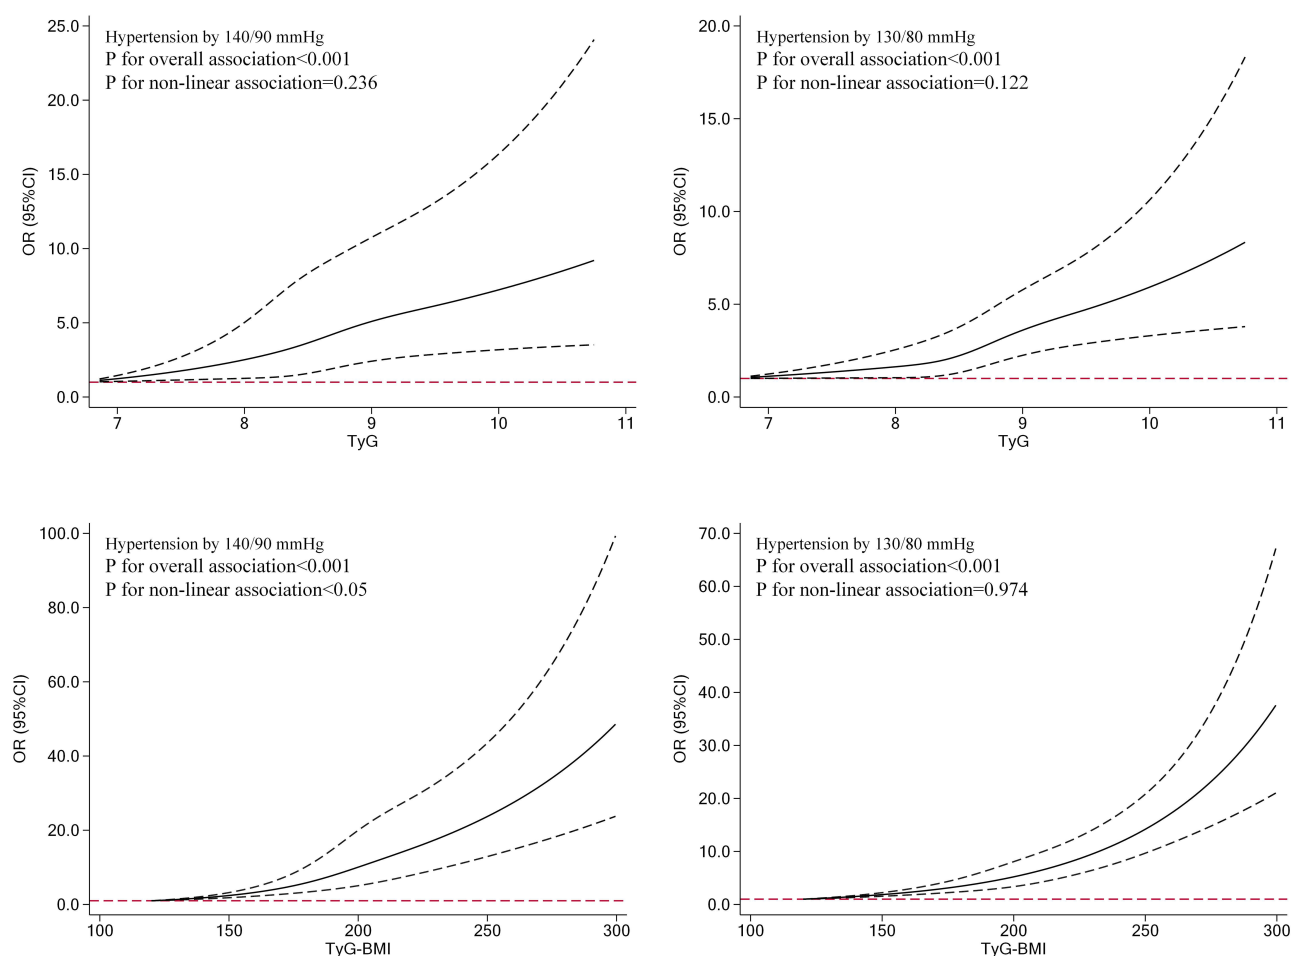 Hypertension by 140/90 mmHg
P for overall association<0.001
P for non-linear association=0.236
OR (95%CI)
25.0
20.0
15.0
10.0
5.0
0.0
7 8 9 10 11
TyG
Hypertension by 130/80 mmHg
P for overall association<0.001
P for non-linear association=0.122
OR (95%CI)
20.0
15.0
10.0
5.0
0.0
7 8 9 10 11
TyG
Hypertension by 140/90 mmHg
P for overall association<0.001
P for non-linear association<0.05
OR (95%CI)
100.0
80.0
60.0
40.0
20.0
0.0
100 150 200 250 300
TyG-BMI
Hypertension by 130/80 mmHg
P for overall association<0.001
P for non-linear association=0.974
OR (95%CI)
70.0
60.0
50.0
40.0
30.0
20.0
10.0
0.0
100 150 200 250 300
TyG-BMI